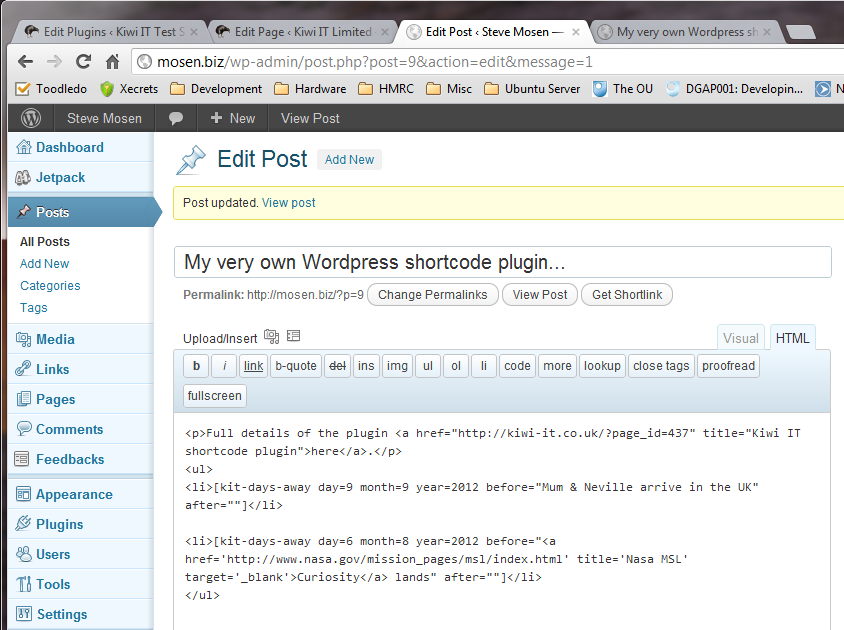 Edit Plugins ‹ Kiwi IT Test S
Edit Page ‹ Kiwi IT Limited
Edit Post ‹ Steve Mosen —
My very own Wordpress sh
mosen.biz/wp-admin/post.php?post=9&action=edit&message=1
Toodledo Xecrets Development Hardware HMRC Misc Ubuntu Server The OU DGAP001: Developin... N
Steve Mosen + New View Post
Dashboard
Jetpack
Posts
All Posts
Add New
Categories
Tags
Media
Links
Pages
Comments
Feedbacks
Appearance
Plugins
Users
Tools
Settings
Edit Post Add New
Post updated. View post
My very own Wordpress shortcode plugin...
Permalink: http://mosen.biz/?p=9 Change Permalinks View Post Get Shortlink
Upload/Insert Visual HTML
b i link b-quote del ins img ul ol li code more lookup close tags proofread
fullscreen
<p>Full details of the plugin <a href="http://kiwi-it.co.uk/?page_id=437" title="Kiwi IT
shortcode plugin">here</a>.</p>
<ul>
<li>[kit-days-away day=9 month=9 year=2012 before="Mum & Neville arrive in the UK"
after=""]</li>
<li>[kit-days-away day=6 month=8 year=2012 before="<a
href='http://www.nasa.gov/mission_pages/msl/index.html' title='Nasa MSL'
target='_blank'>Curiosity</a> lands" after=""]</li>
</ul>